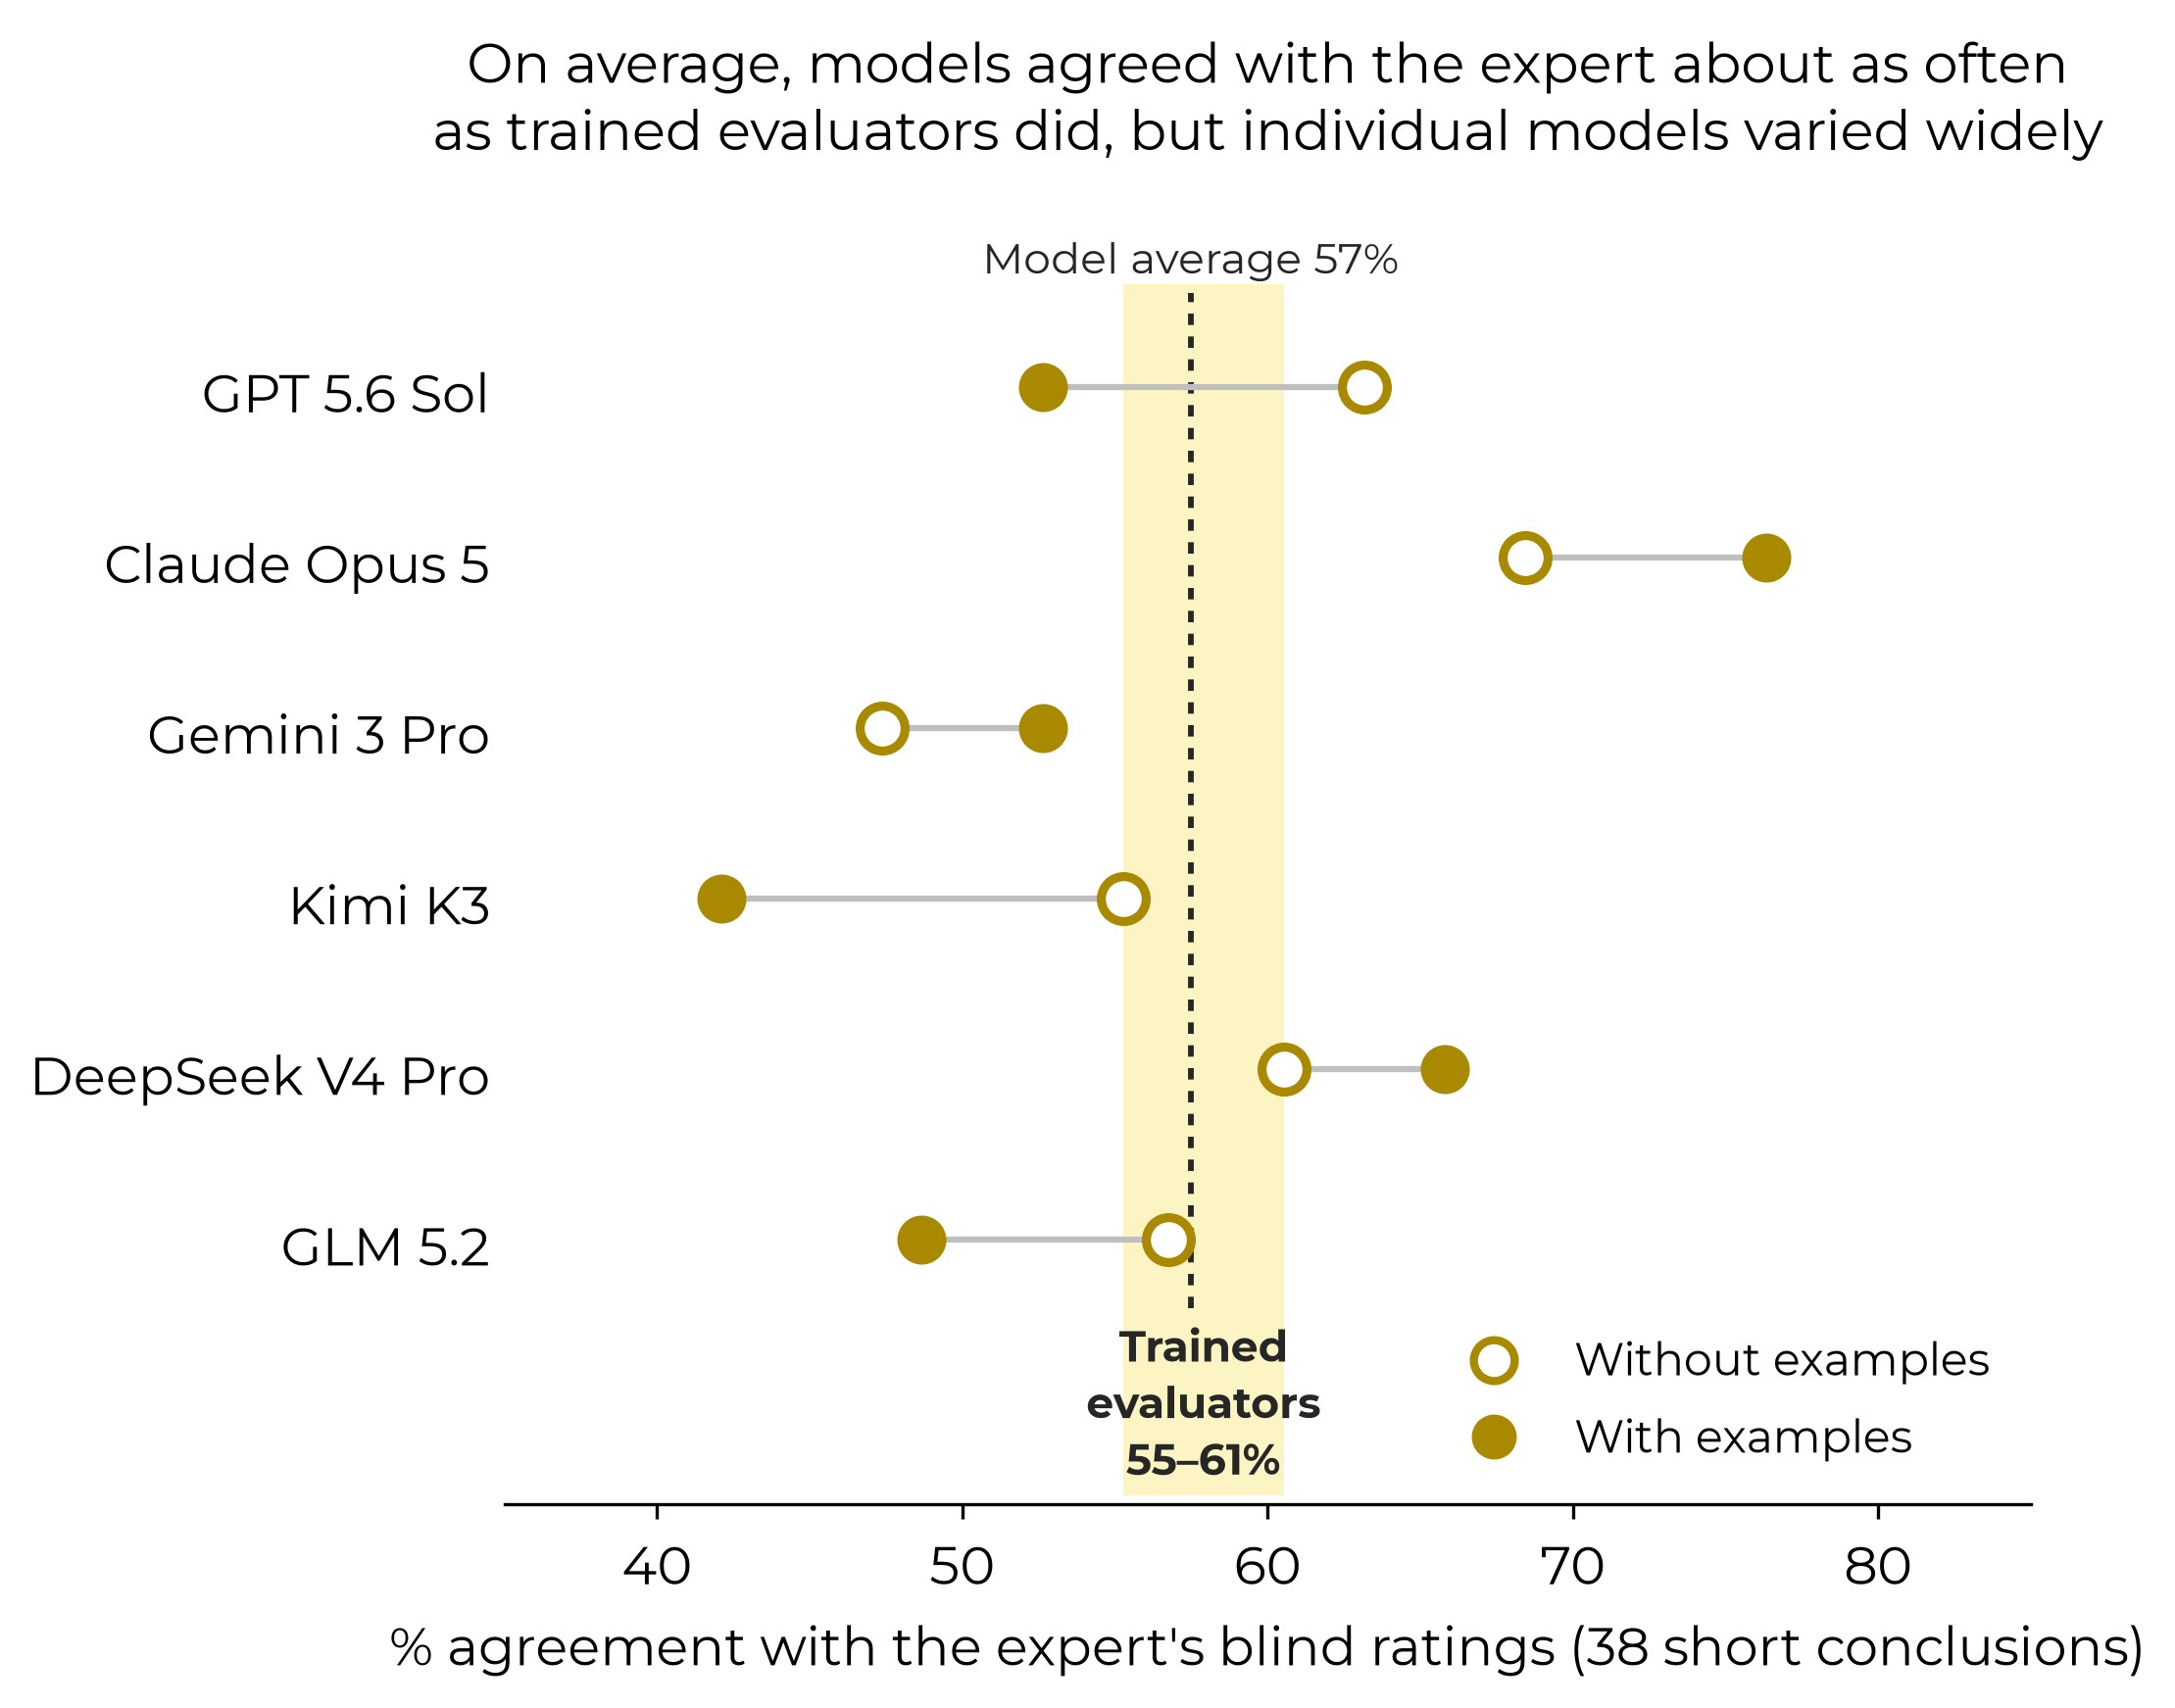 On average, models agreed with the expert about as often
as trained evaluators did, but individual models varied widely
Model average 57%
GPT 5.6 Sol
Claude Opus 5
Gemini 3 Pro
Kimi K3
DeepSeek V4 Pro
GLM 5.2
Trained
evaluators
55–61%
Without examples
With examples
40 50 60 70 80
% agreement with the expert's blind ratings (38 short conclusions)